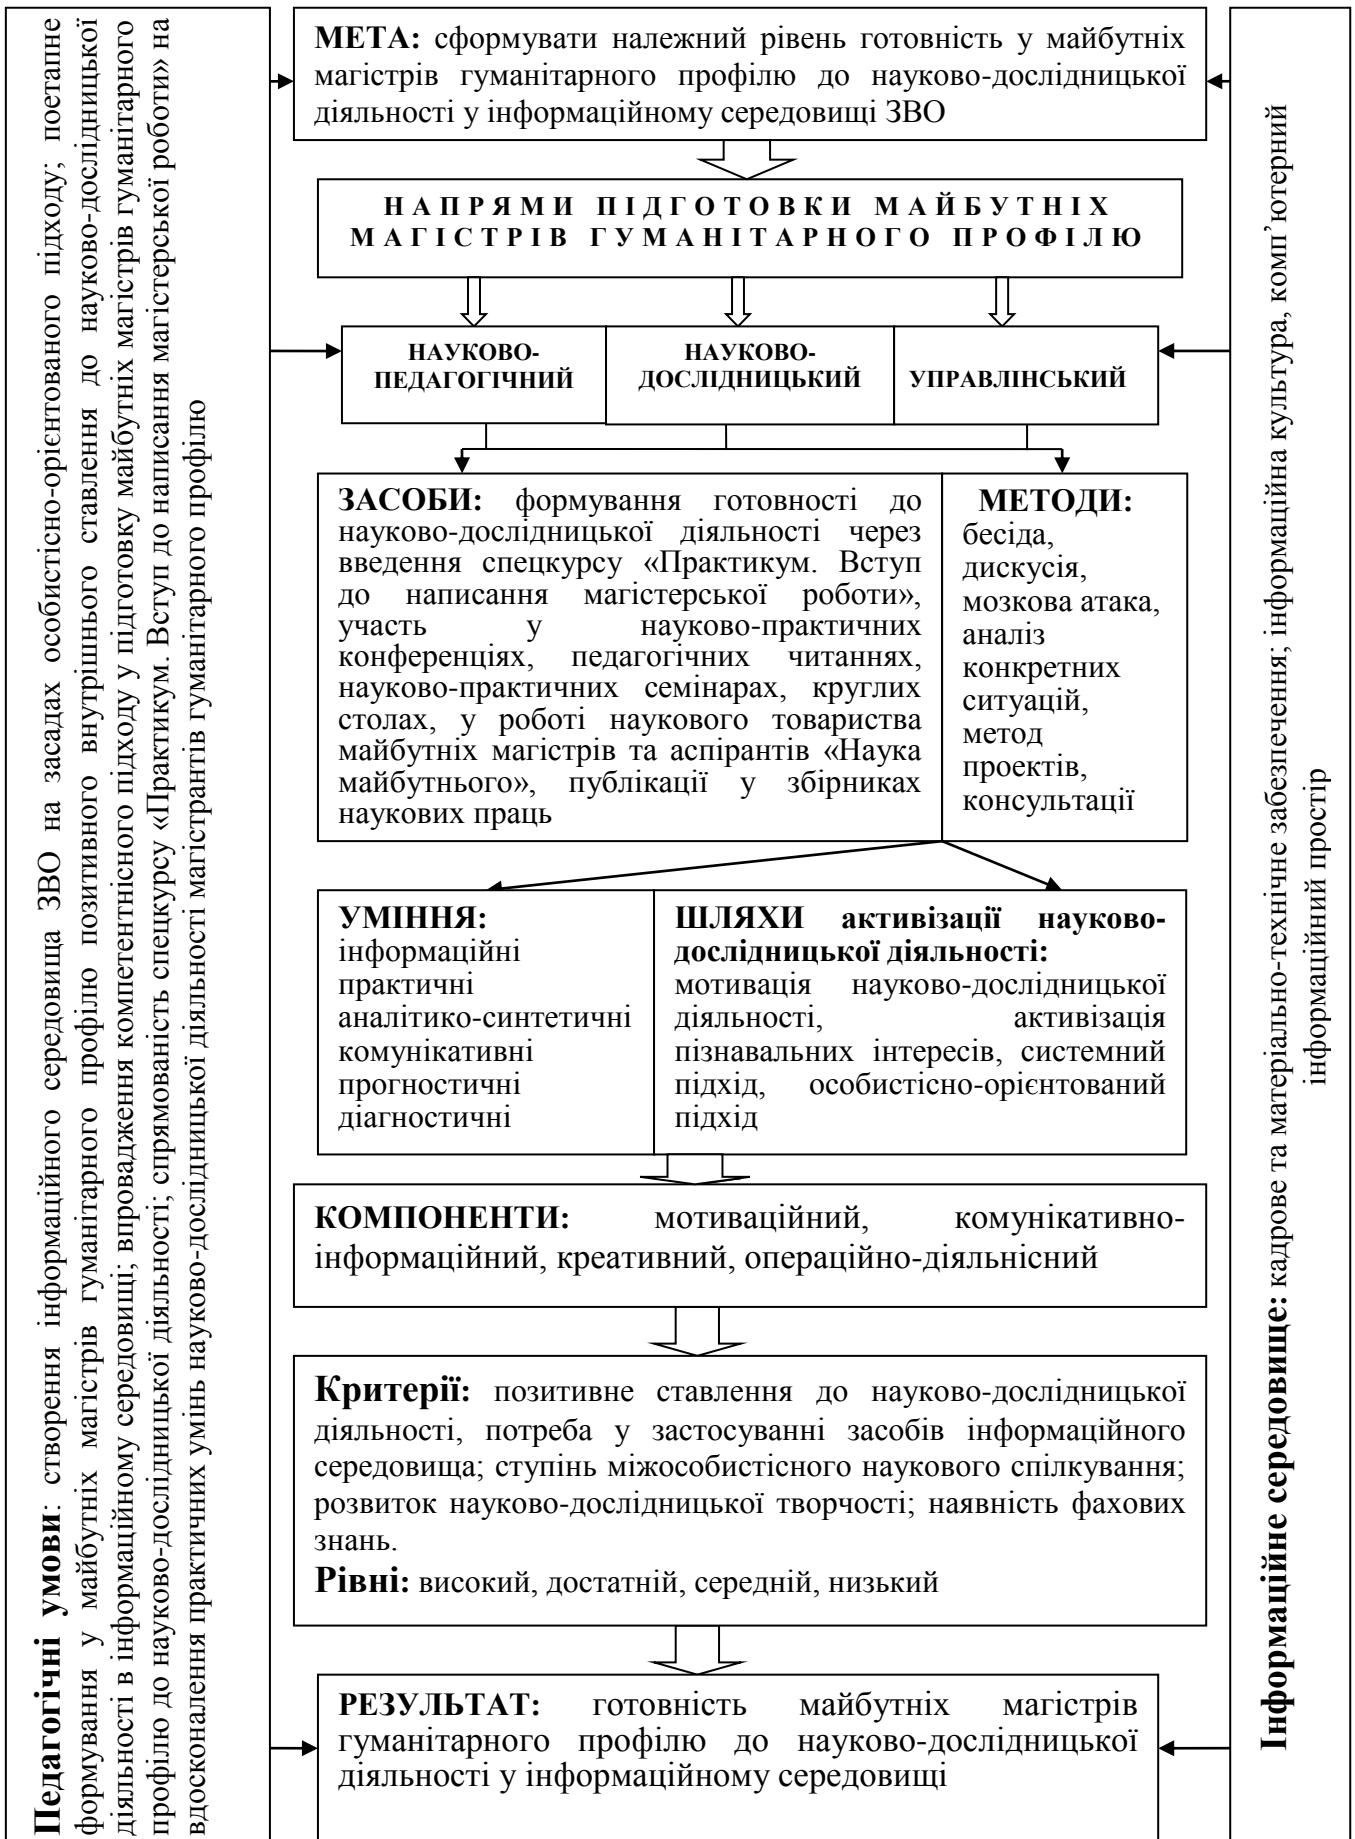 Педагогічні умови: створення інформаційного середовища ЗВО на засадах особистісно-орієнтованого підходу; поетапне
формування у майбутніх магістрів гуманітарного профілю позитивного внутрішнього ставлення до науково-дослідницької
діяльності в інформаційному середовищі; впровадження компетентнісного підходу у підготовку майбутніх магістрів гуманітарного
профілю до науково-дослідницької діяльності; спрямованість спецкурсу «Практикум. Вступ до написання магістерської роботи» на
вдосконалення практичних умінь науково-дослідницької діяльності магістрантів гуманітарного профілю
МЕТА: сформувати належний рівень готовність у майбутніх
магістрів гуманітарного профілю до науково-дослідницької
діяльності у інформаційному середовищі ЗВО
НАПРЯМИ ПІДГОТОВКИ МАЙБУТНІХ
МАГІСТРІВ ГУМАНІТАРНОГО ПРОФІЛЮ
НАУКОВО-
ПЕДАГОГІЧНИЙ
НАУКОВО-
ДОСЛІДНИЦЬКИЙ
УПРАВЛІНСЬКИЙ
ЗАСОБИ: формування готовності до
науково-дослідницької діяльності через
введення спецкурсу «Практикум. Вступ
до написання магістерської роботи»,
участь у науково-практичних
конференціях, педагогічних читаннях,
науково-практичних семінарах, круглих
столах, у роботі наукового товариства
майбутніх магістрів та аспірантів «Наука
майбутнього», публікації у збірниках
наукових праць
МЕТОДИ:
бесіда,
дискусія,
мозкова атака,
аналіз
конкретних
ситуацій,
метод
проектів,
консультації
УМІННЯ:
інформаційні
практичні
аналітико-синтетичні
комунікативні
прогностичні
діагностичні
ШЛЯХИ активізації науково-
дослідницької діяльності:
мотивація науково-дослідницької
діяльності, активізація
пізнавальних інтересів, системний
підхід, особистісно-орієнтований
підхід
КОМПОНЕНТИ: мотиваційний, комунікативно-
інформаційний, креативний, операційно-діяльнісний
Критерії: позитивне ставлення до науково-дослідницької
діяльності, потреба у застосуванні засобів інформаційного
середовища; ступінь міжособистісного наукового спілкування;
розвиток науково-дослідницької творчості; наявність фахових
знань.
Рівні: високий, достатній, середній, низький
РЕЗУЛЬТАТ: готовність майбутніх магістрів
гуманітарного профілю до науково-дослідницької
діяльності у інформаційному середовищі
Інформаційне середовище: кадрове та матеріально-технічне забезпечення; інформаційна культура, комп'ютерний
інформаційний простір